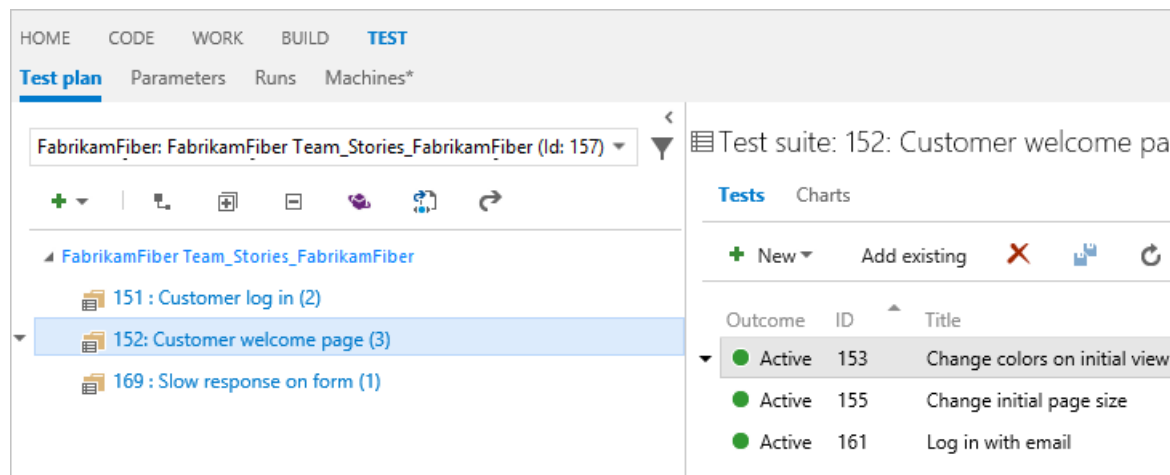 HOME CODE WORK BUILD TEST
Test plan Parameters Runs Machines*
FabrikamFiber: FabrikamFiber Team_Stories_FabrikamFiber (Id: 157)
FabrikamFiber Team_Stories_FabrikamFiber
151 : Customer log in (2)
152: Customer welcome page (3)
169 : Slow response on form (1)
Test suite: 152: Customer welcome pa
Tests Charts
New Add existing
Outcome ID Title
Active 153 Change colors on initial view
Active 155 Change initial page size
Active 161 Log in with email